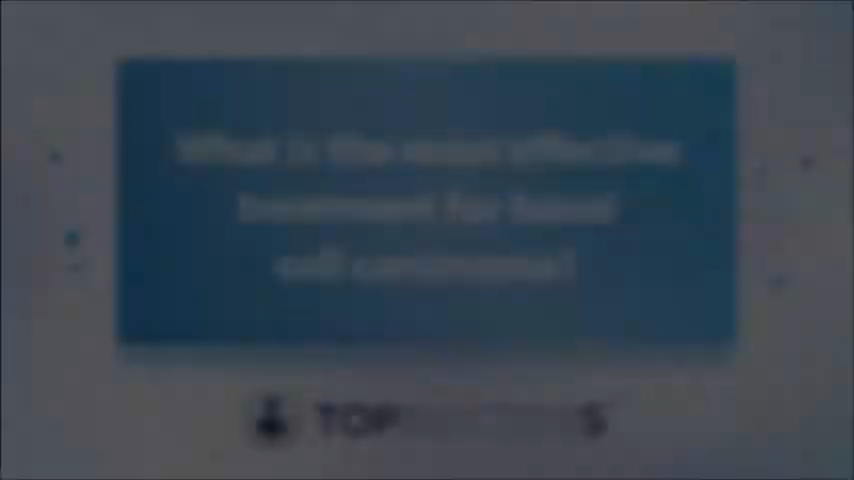 What is the most effective
treatment for basal
cell carcinoma?
TOP